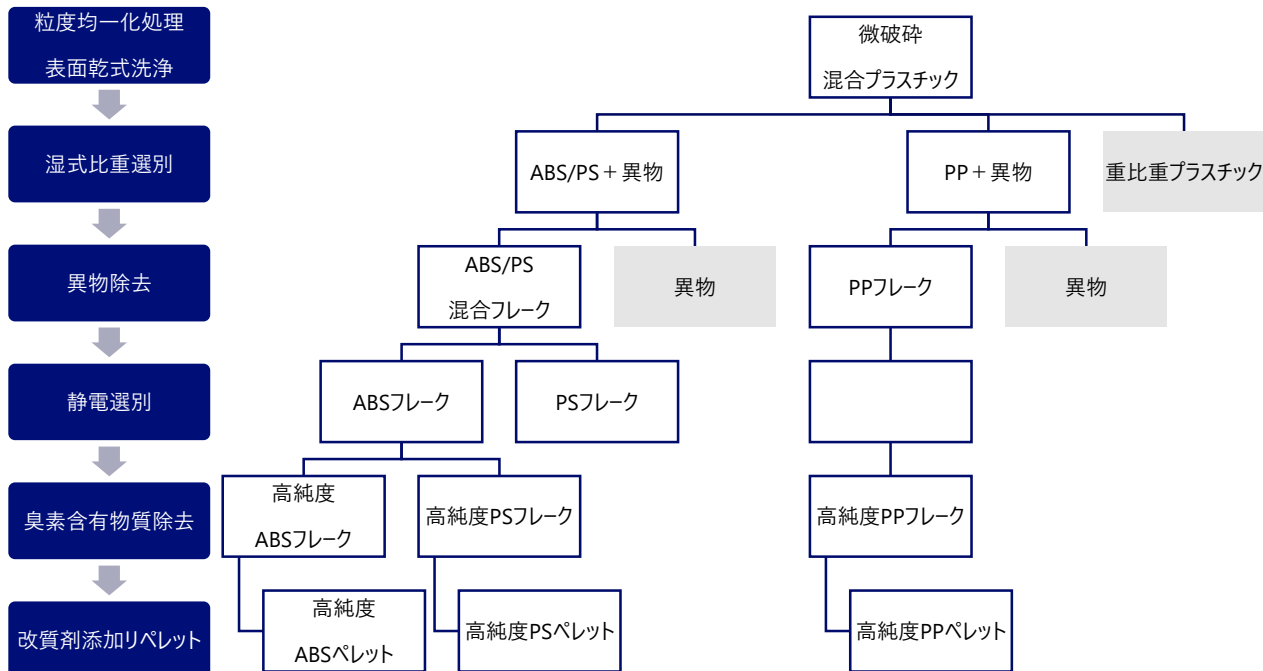 粒度均一化処理
表面乾式洗浄
微破砕
混合プラスチック
湿式比重選別
ABS/PS＋異物
PP＋異物
重比重プラスチック
異物除去
ABS/PS
混合フレーク
異物
PPフレーク
異物
静電選別
ABSフレーク
PSフレーク
臭素含有物質除去
高純度
ABSフレーク
高純度PSフレーク
高純度PPフレーク
改質剤添加リペレット
高純度
ABSペレット
高純度PSペレット
高純度PPペレット